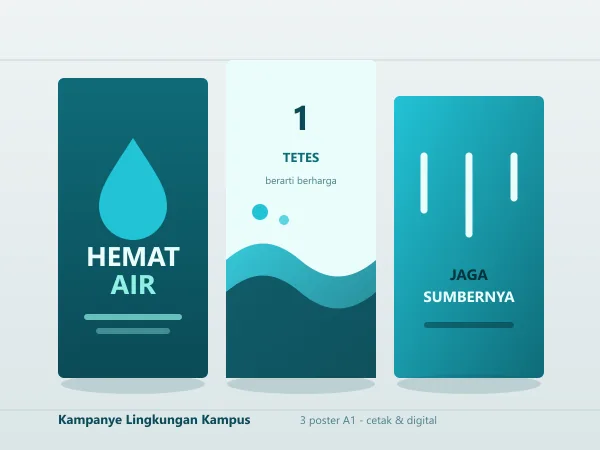 HEMAT
AIR
1
TETES
berarti berharga
JAGA
SUMBERNYA
Kampanye Lingkungan Kampus
3 poster A1 - cetak & digital